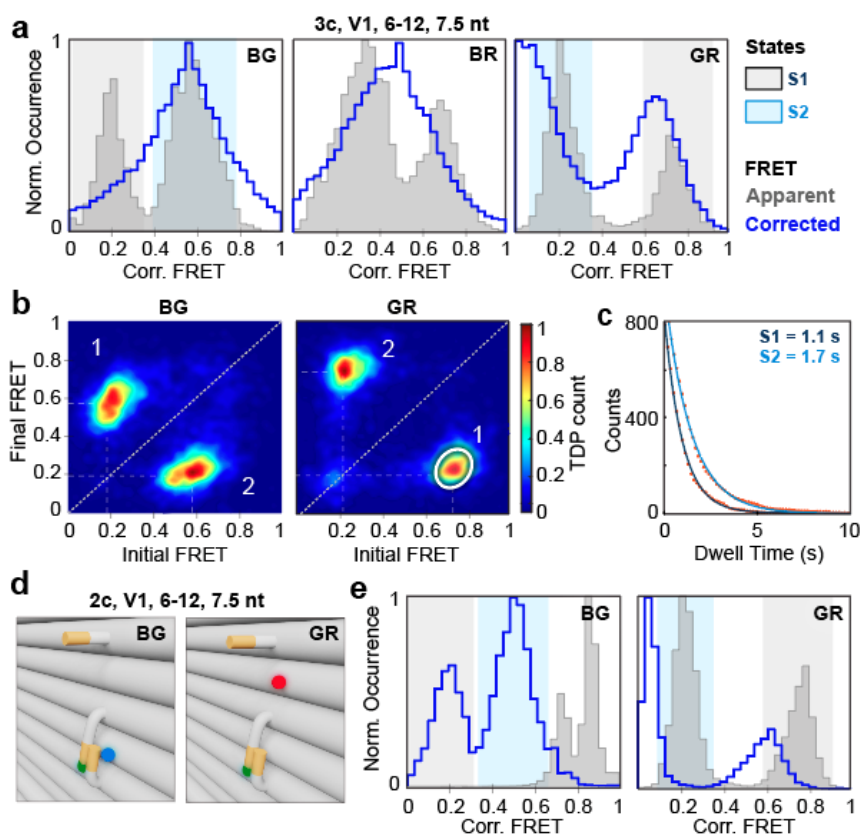 a
3c, V1, 6-12, 7.5 nt
BG
BR
GR
Norm. Occurrence
1
0
0 0.2 0.4 0.6 0.8 1
0 0.2 0.4 0.6 0.8 1
0 0.2 0.4 0.6 0.8 1
Corr. FRET
Corr. FRET
Corr. FRET
States
S1
S2
FRET
Apparent
Corrected
b
BG
GR
Final FRET
1
0.8
0.6
0.4
0.2
0
1
2
2
1
0 0.2 0.4 0.6 0.8 1
0 0.2 0.4 0.6 0.8 1
Initial FRET
Initial FRET
1
0.8
0.6
0.4
0.2
0
TDP count
c
S1 = 1.1 s
S2 = 1.7 s
Counts
800
400
0
0 5 10
Dwell Time (s)
d
2c, V1, 6-12, 7.5 nt
BG
GR
e
BG
GR
Norm. Occurrence
1
0
0 0.2 0.4 0.6 0.8 1
0.2 0.4 0.6 0.8 1
Corr. FRET
Corr. FRET